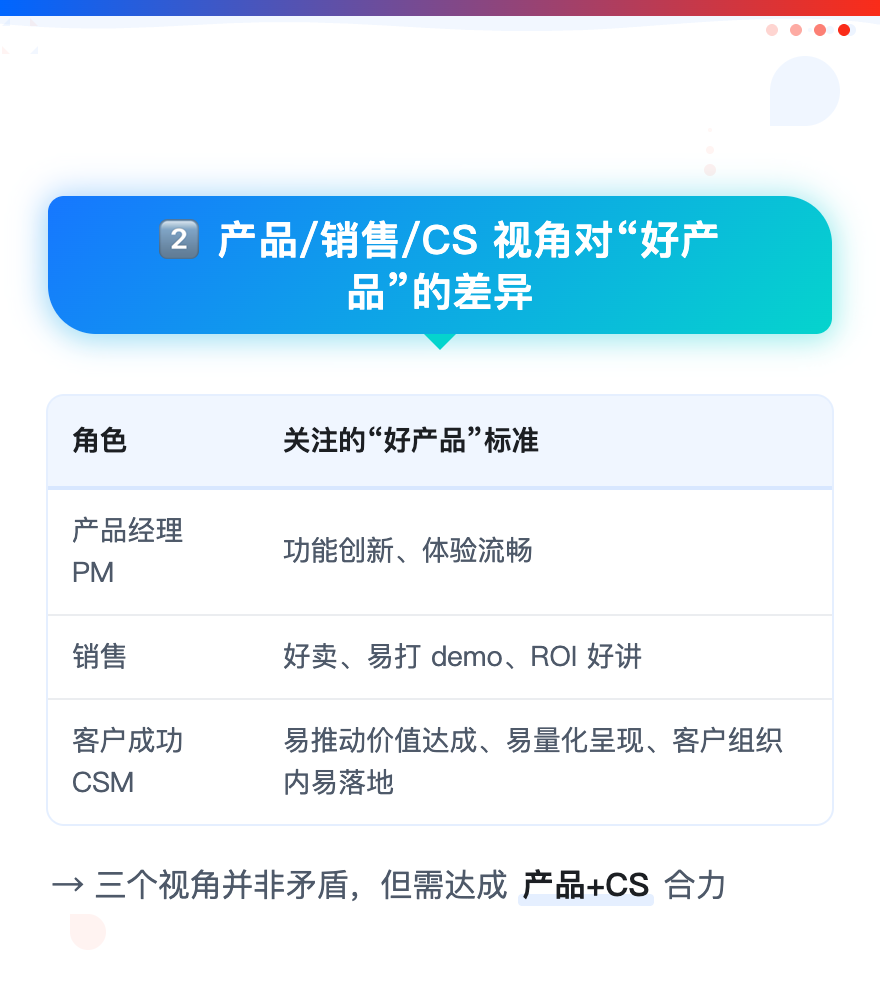 2 产品/销售/CS 视角对“好产
品”的差异
角色
关注的“好产品”标准
产品经理
PM
功能创新、体验流畅
销售
好卖、易打 demo、ROI 好讲
客户成功
CSM
易推动价值达成、易量化呈现、客户组织
内易落地
→ 三个视角并非矛盾，但需达成 产品+CS 合力